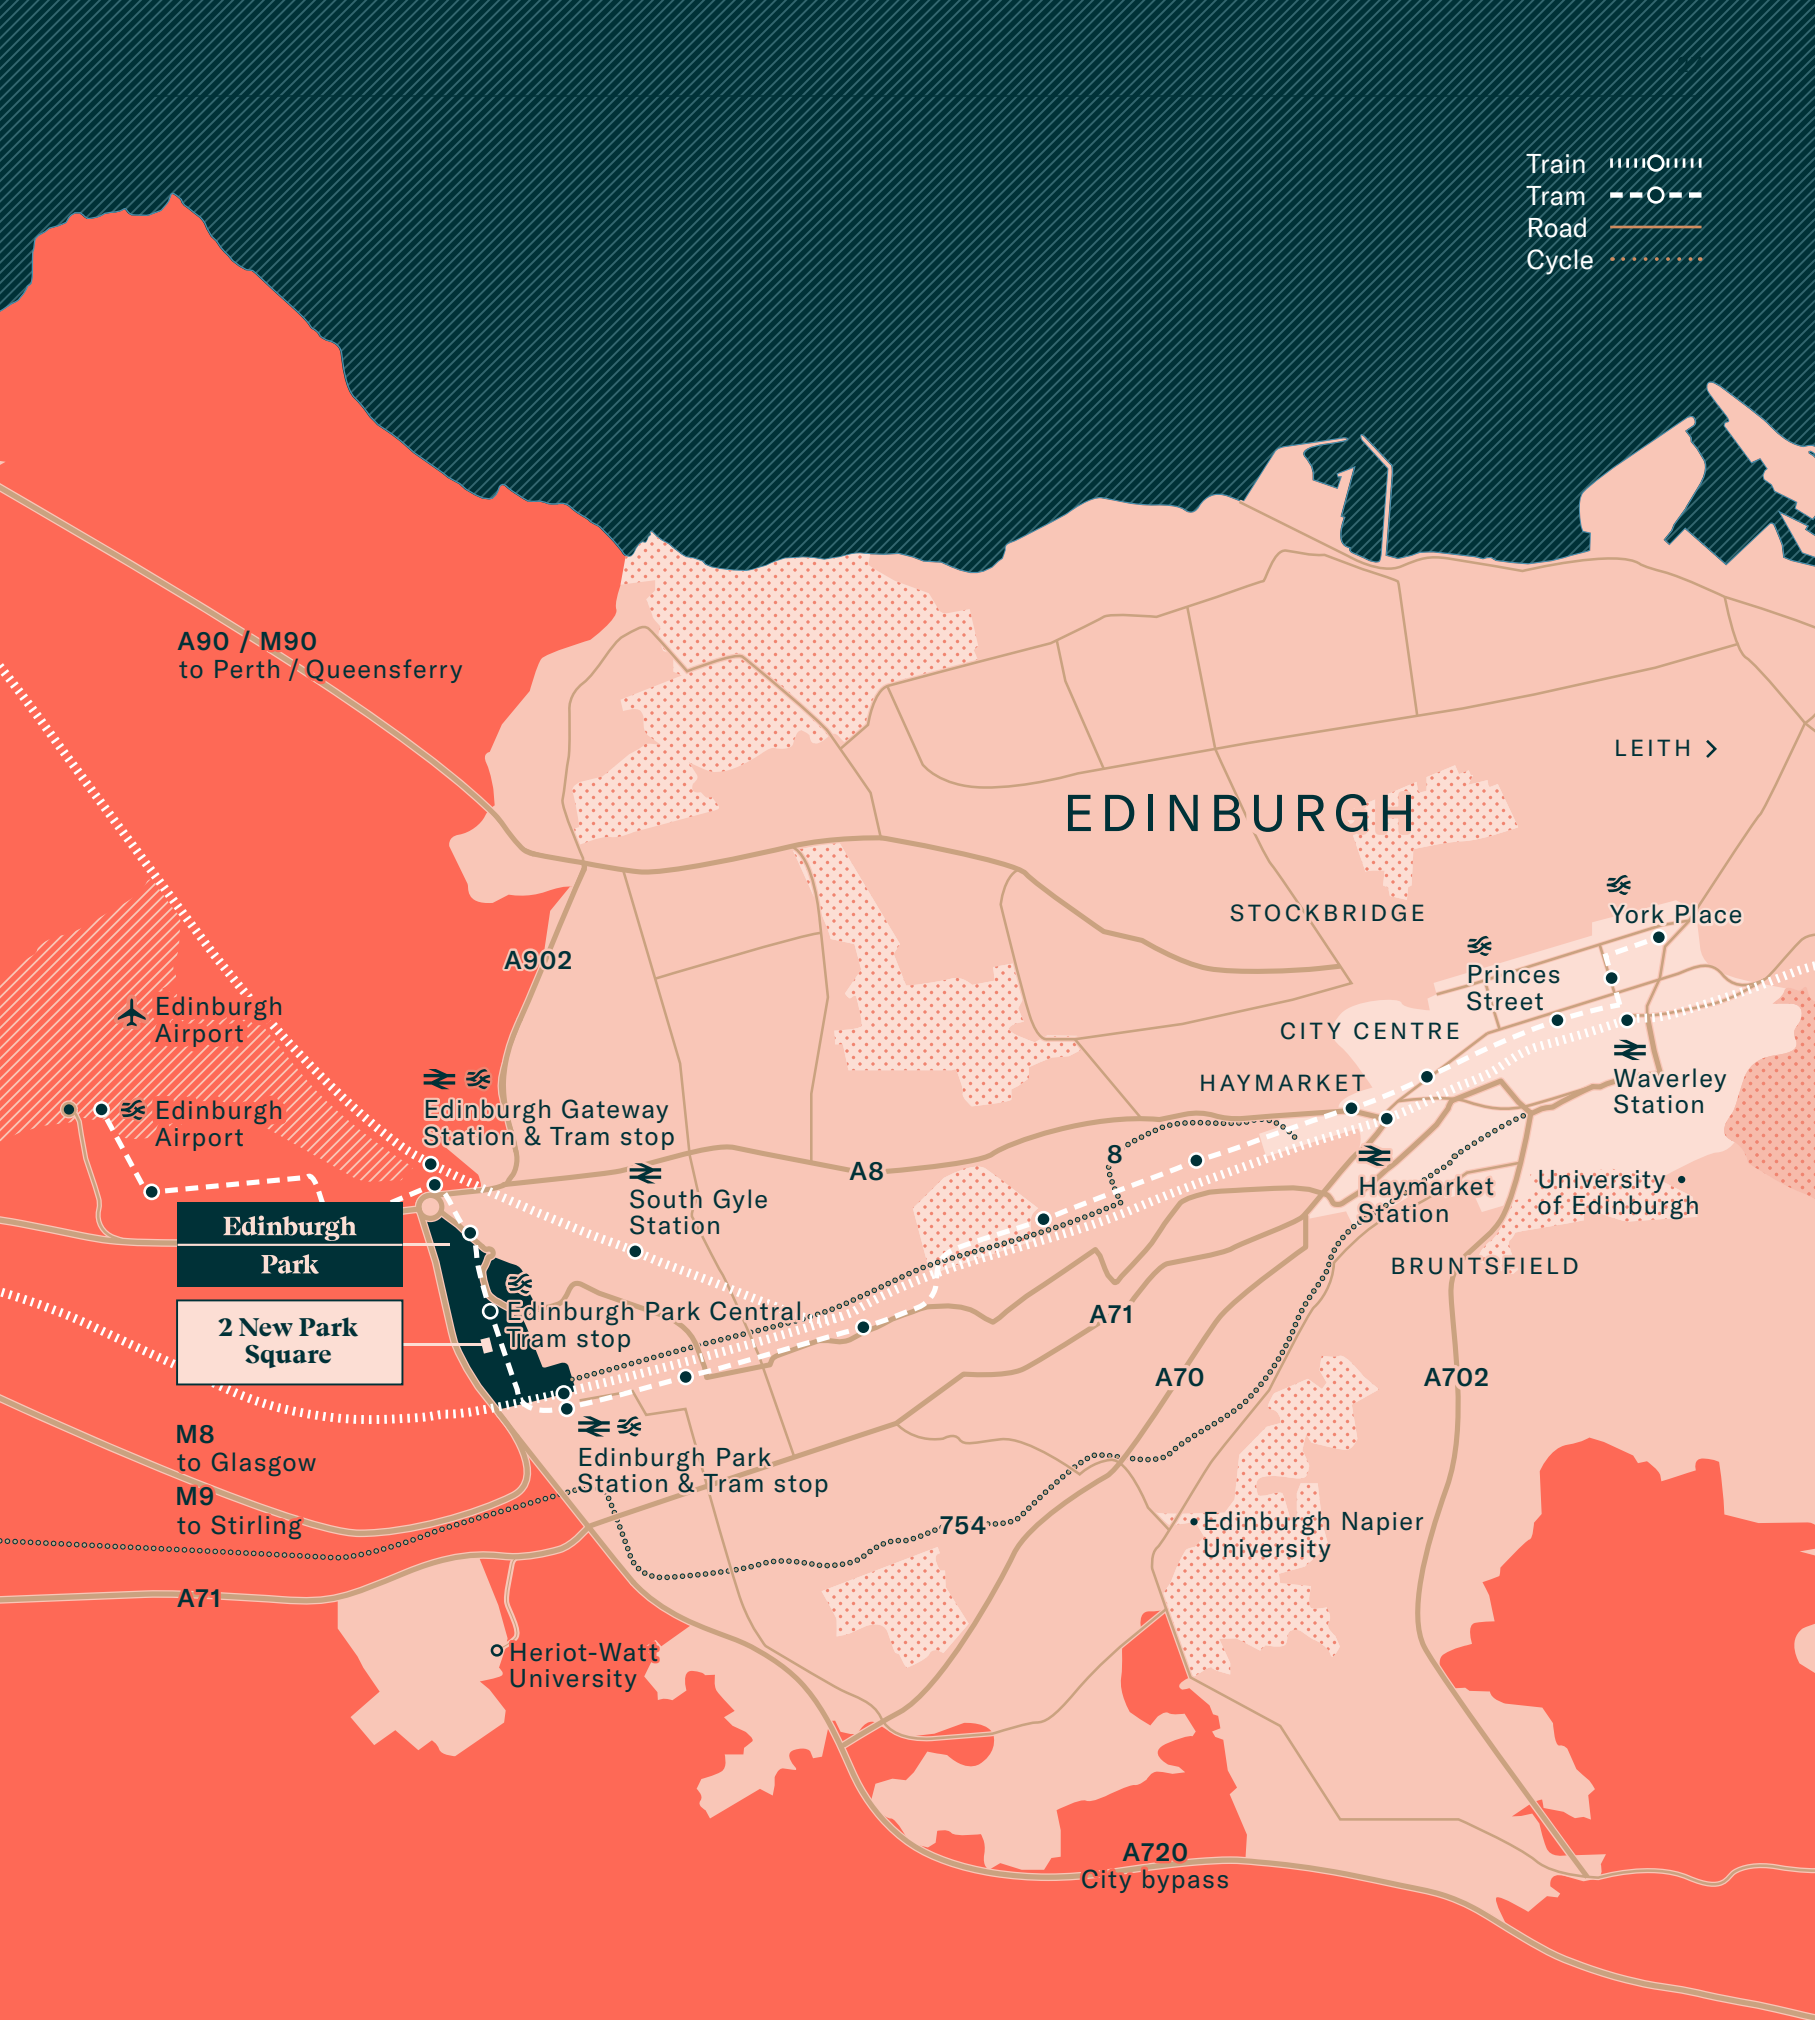 Train
Tram
Road
Cycle
A90 / M90
to Perth / Queensferry
LEITH
EDINBURGH
STOCKBRIDGE
York Place
Princes
Street
A902
Edinburgh
Airport
CITY CENTRE
HAYMARKET
Waverley
Station
Edinburgh
Airport
Edinburgh Gateway
Station & Tram stop
8
A8
South Gyle
Station
Haymarket
Station
University •
of Edinburgh
Edinburgh
Park
BRUNTSFIELD
2 New Park
Square
Edinburgh Park Central
Tram stop
A71
A70
A702
M8
to Glasgow
Edinburgh Park
Station & Tram stop
M9
to Stirling
754
• Edinburgh Napier
University
A71
Heriot-Watt
University
A720
City bypass